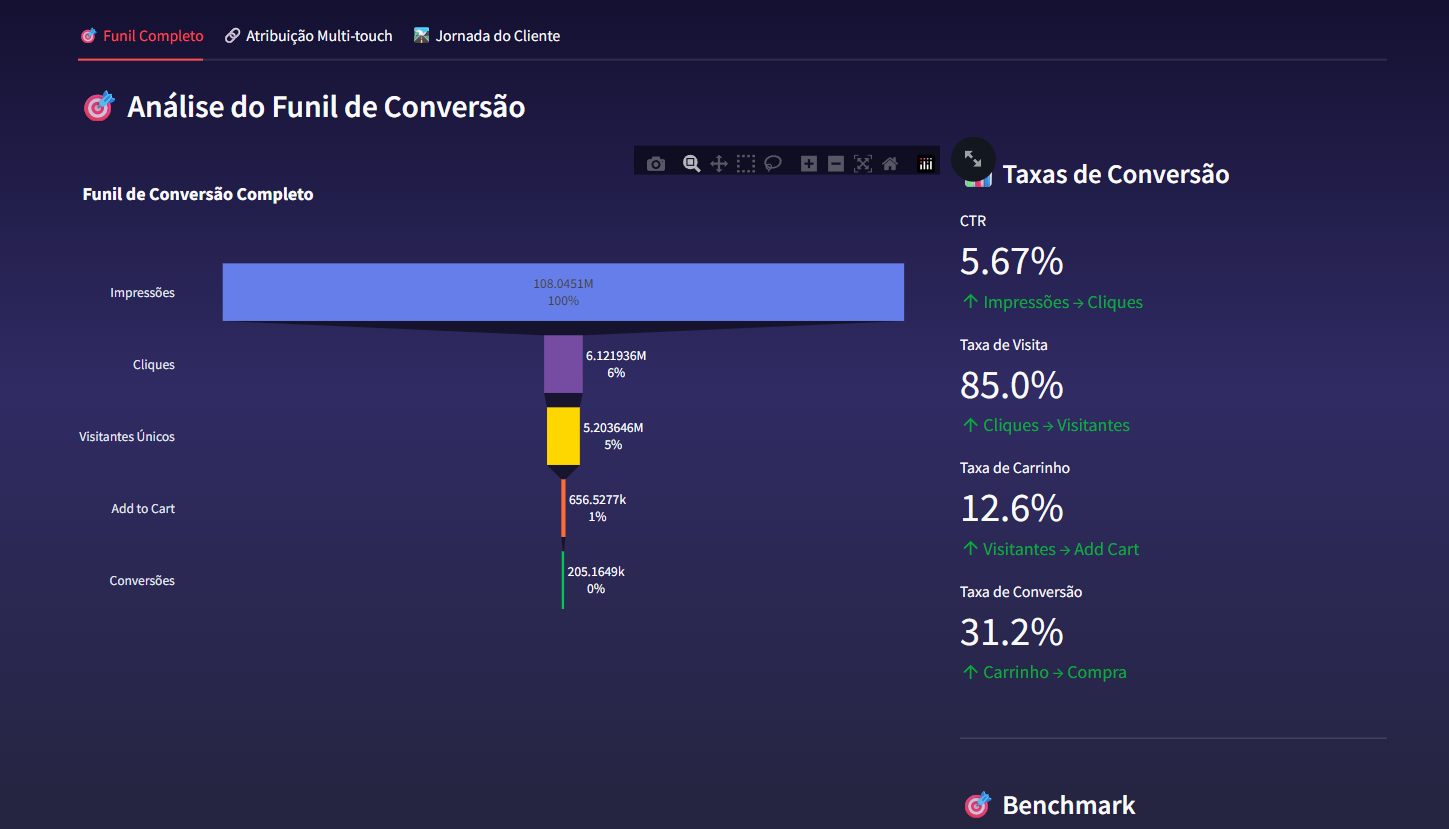 Funil Completo
Atribuição Multi-touch
Jornada do Cliente
Análise do Funil de Conversão
Funil de Conversão Completo
Impressões
108.0451M
100%
Cliques
6.121936M
6%
Visitantes Únicos
5.203646M
5%
Add to Cart
656.5277k
1%
Conversões
205.1649k
0%
Taxas de Conversão
CTR
5.67%
↑ Impressões → Cliques
Taxa de Visita
85.0%
↑ Cliques → Visitantes
Taxa de Carrinho
12.6%
↑ Visitantes → Add Cart
Taxa de Conversão
31.2%
↑ Carrinho → Compra
Benchmark